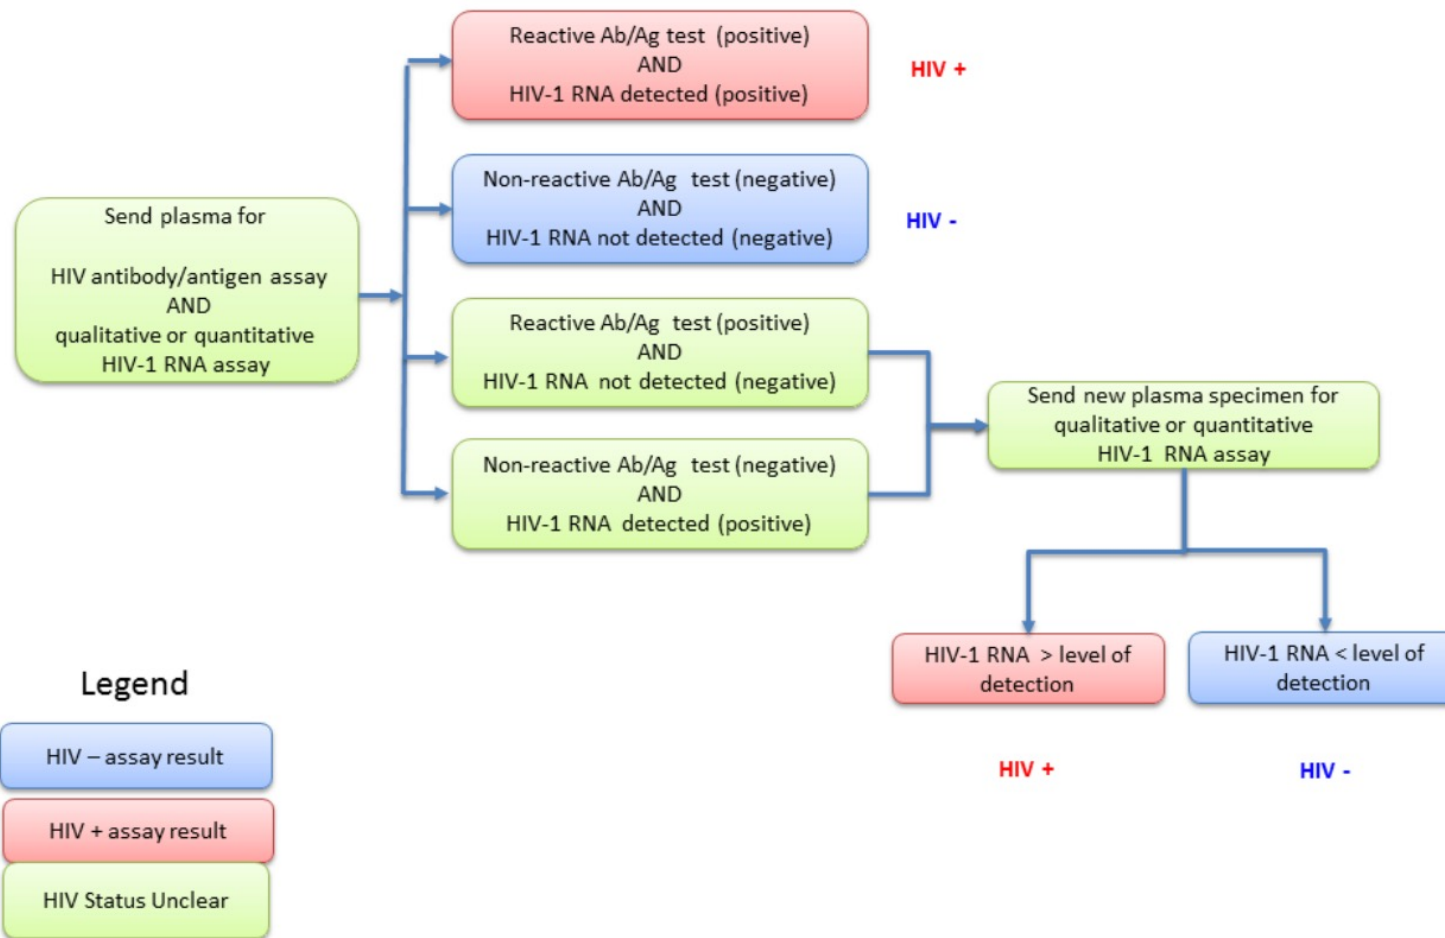 Send plasma for
HIV antibody/antigen assay
AND
qualitative or quantitative
HIV-1 RNA assay
Reactive Ab/Ag test (positive)
AND
HIV-1 RNA detected (positive)
HIV +
Non-reactive Ab/Ag test (negative)
AND
HIV-1 RNA not detected (negative)
HIV -
Reactive Ab/Ag test (positive)
AND
HIV-1 RNA not detected (negative)
Non-reactive Ab/Ag test (negative)
AND
HIV-1 RNA detected (positive)
Send new plasma specimen for
qualitative or quantitative
HIV-1 RNA assay
HIV-1 RNA > level of
detection
HIV +
HIV-1 RNA < level of
detection
HIV -
Legend
HIV – assay result
HIV + assay result
HIV Status Unclear